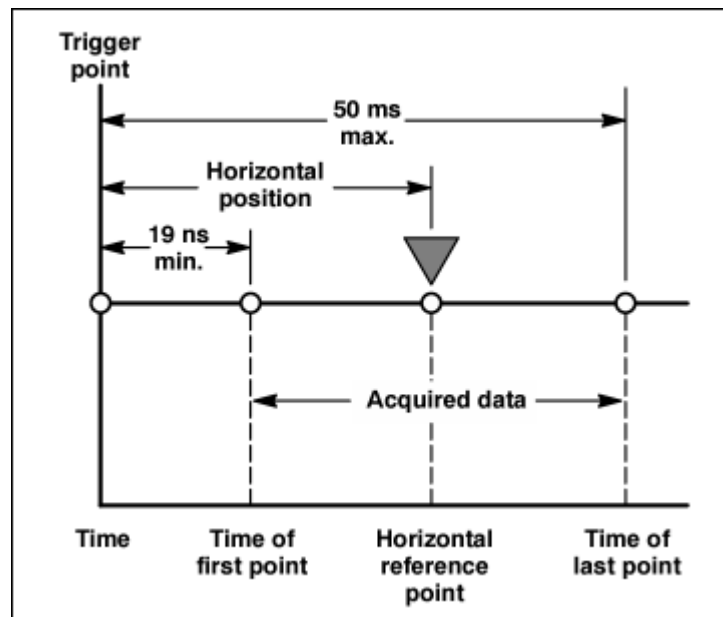 Trigger
point
50 ms
max.
Horizontal
position
19 ns
min.
Acquired data
Time
Time of
first point
Horizontal
reference
point
Time of
last point